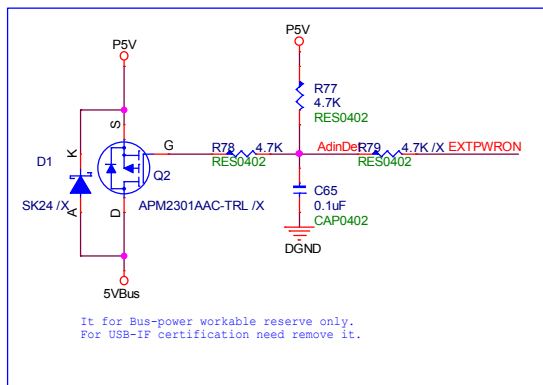 P5V
P5V
R77
4.7K
RES0402
S
G
K
R78
4.7K
AdinDet
R79
4.7K /X
EXTPWRON
RES0402
RES0402
D1
Q2
C65
0.1uF
CAP0402
SK24 /X
A
D
APM2301AAC-TRL /X
DGND
5VBus
It for Bus-power workable reserve only.
For USB-IF certification need remove it.